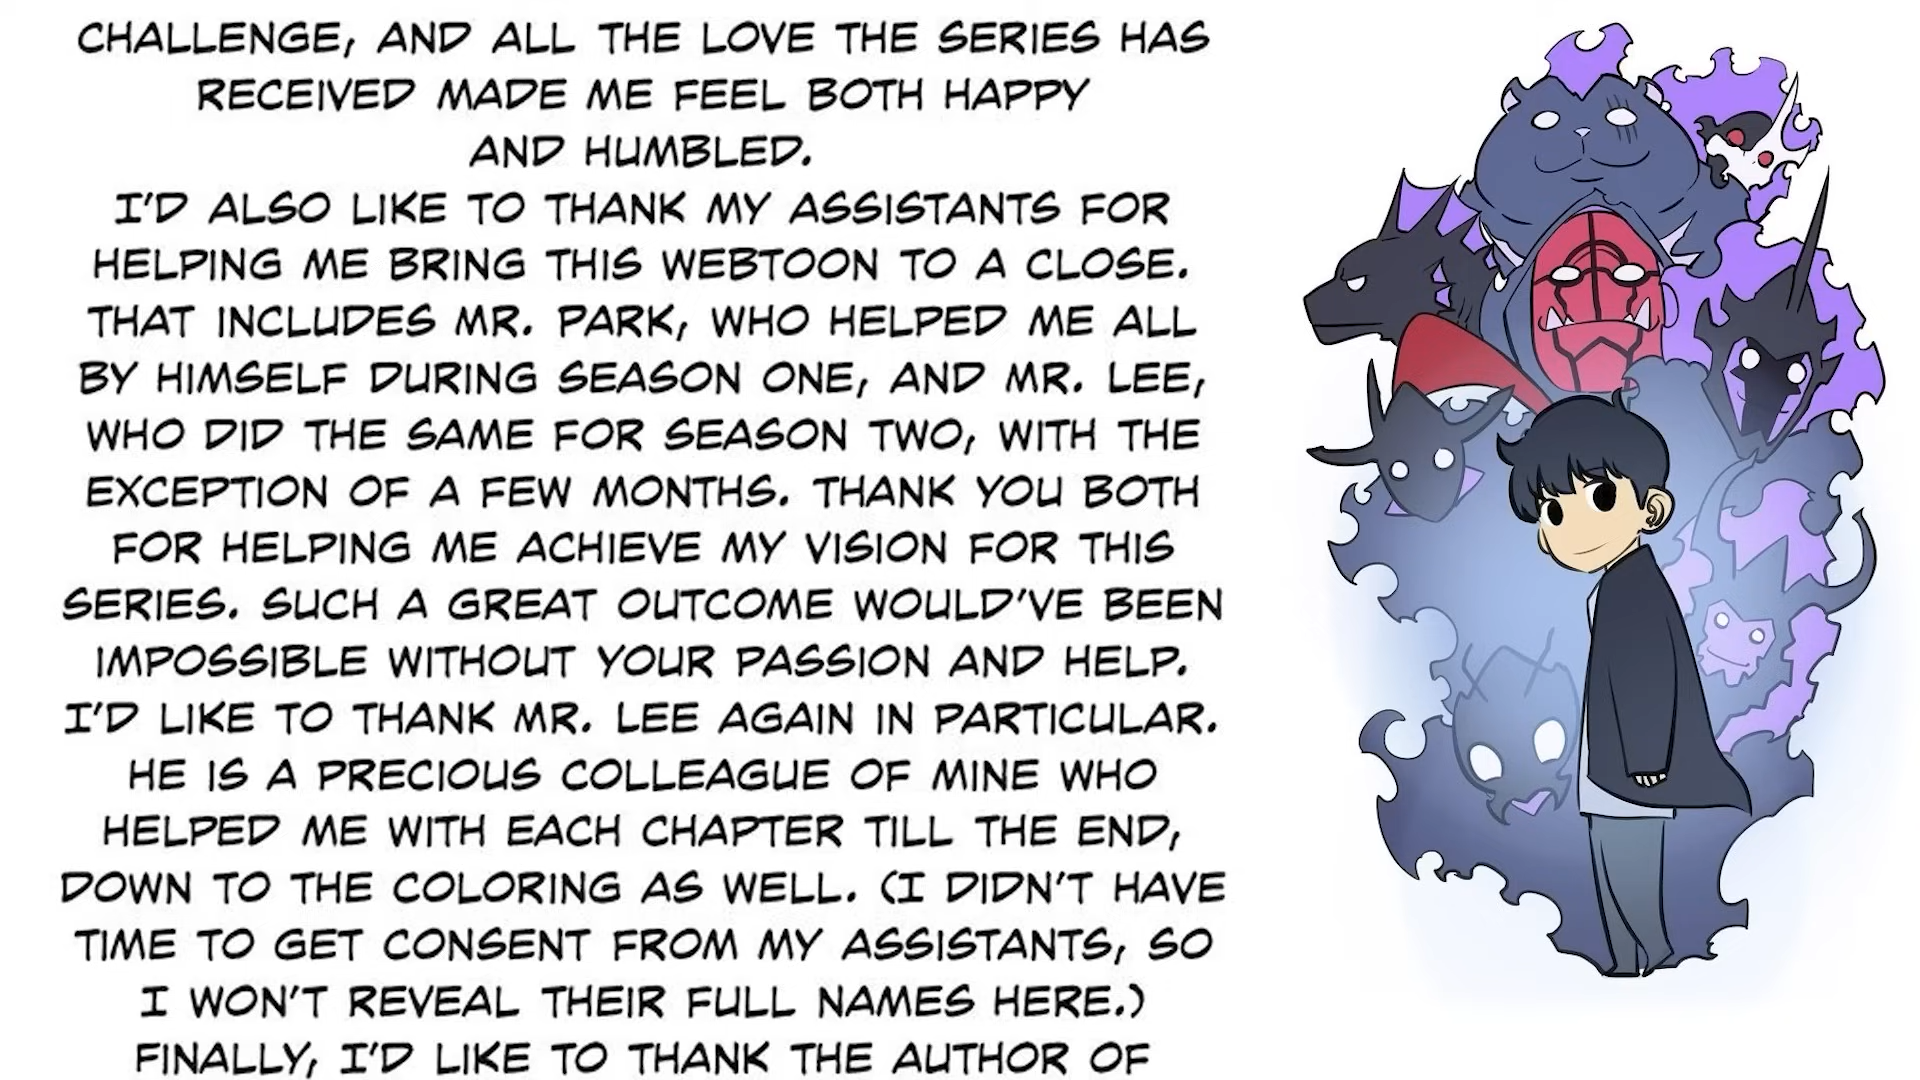 CHALLENGE, AND ALL THE LOVE THE SERIES HAS
RECEIVED MADE ME FEEL BOTH HAPPY
AND HUMBLED.
I'D ALSO LIKE TO THANK MY ASSISTANTS FOR
HELPING ME BRING THIS WEBTOON TO A CLOSE.
THAT INCLUDES MR. PARK, WHO HELPED ME ALL
BY HIMSELF DURING SEASON ONE, AND MR. LEE,
WHO DID THE SAME FOR SEASON TWO, WITH THE
EXCEPTION OF A FEW MONTHS. THANK YOU BOTH
FOR HELPING ME ACHIEVE MY VISION FOR THIS
SERIES. SUCH A GREAT OUTCOME WOULD'VE BEEN
IMPOSSIBLE WITHOUT YOUR PASSION AND HELP.
I'D LIKE TO THANK MR. LEE AGAIN IN PARTICULAR.
HE IS A PRECIOUS COLLEAGUE OF MINE WHO
HELPED ME WITH EACH CHAPTER TILL THE END,
DOWN TO THE COLORING AS WELL. (I DIDN'T HAVE
TIME TO GET CONSENT FROM MY ASSISTANTS, SO
I WON'T REVEAL THEIR FULL NAMES HERE.)
FINALLY, I'D LIKE TO THANK THE AUTHOR OF